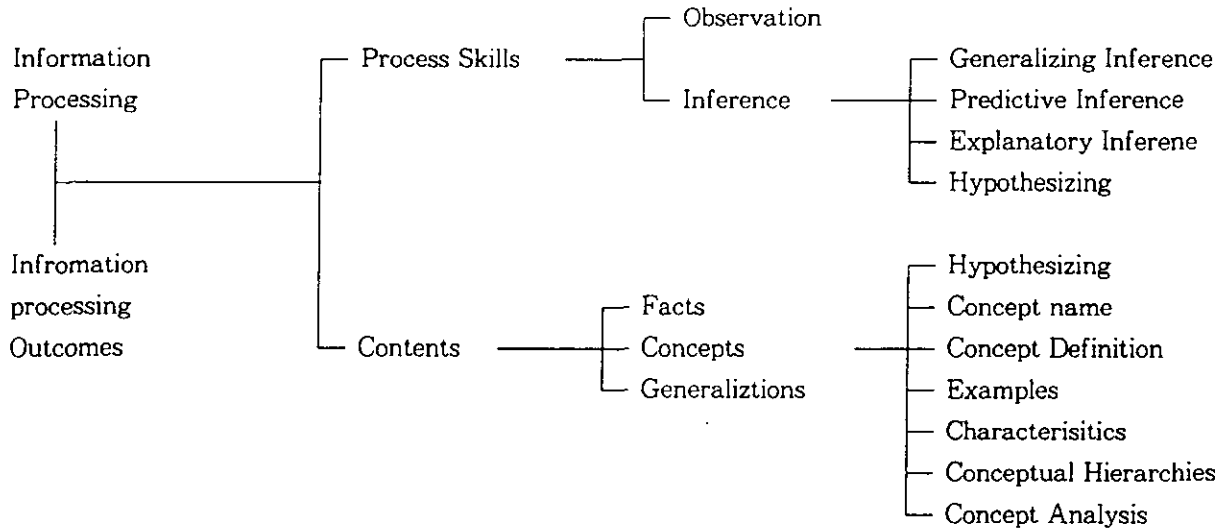 Observation
Information
Processing
Process Skills
Generalizing Inference
Inference
Predictive Inference
Explanatory Inferene
Hypothesizing
Infromation
processing
Outcomes
Hypothesizing
Facts
Concept name
Contents
Concepts
Concept Definition
Generaliztions
Examples
Characterisitics
Conceptual Hierarchies
Concept Analysis